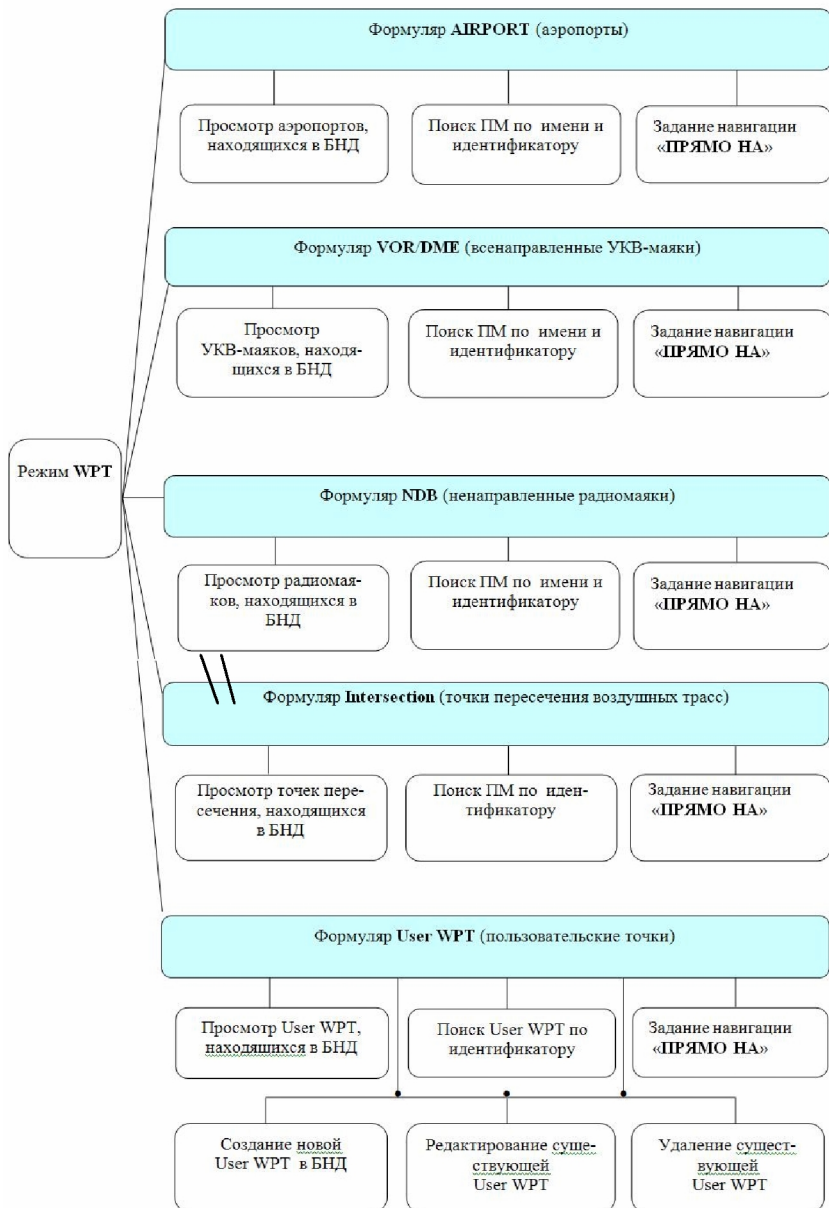 Формуляр AIRPORT (аэропорты)
Просмотр аэропортов,
находящихся в БНД
Поиск ПМ по имени и
идентификатору
Задание навигации
«ПРЯМО НА»
Формуляр VOR/DME (всенаправленные УКВ-маяки)
Просмотр
УКВ-маяков, находя-
щихся в БНД
Поиск ПМ по имени и
идентификатору
Задание навигации
«ПРЯМО НА»
Режим WPT
Формуляр NDB (ненаправленные радиомаяки)
Просмотр радиомая-
ков, находящихся в
БНД
Поиск ПМ по имени и
идентификатору
Задание навигации
«ПРЯМО НА»
Формуляр Intersection (точки пересечения воздушных трасс)
Просмотр точек пере-
сечения, находящихся
в БНД
Поиск ПМ по иден-
тификатору
Задание навигации
«ПРЯМО НА»
Формуляр User WPT (пользовательские точки)
Просмотр User WPT,
находящихся в БНД
Поиск User WPT по
идентификатору
Задание навигации
«ПРЯМО НА»
Создание новой
User WPT в БНД
Редактирование суще-
ствующей
User WPT
Удаление сущест-
вующей
User WPT